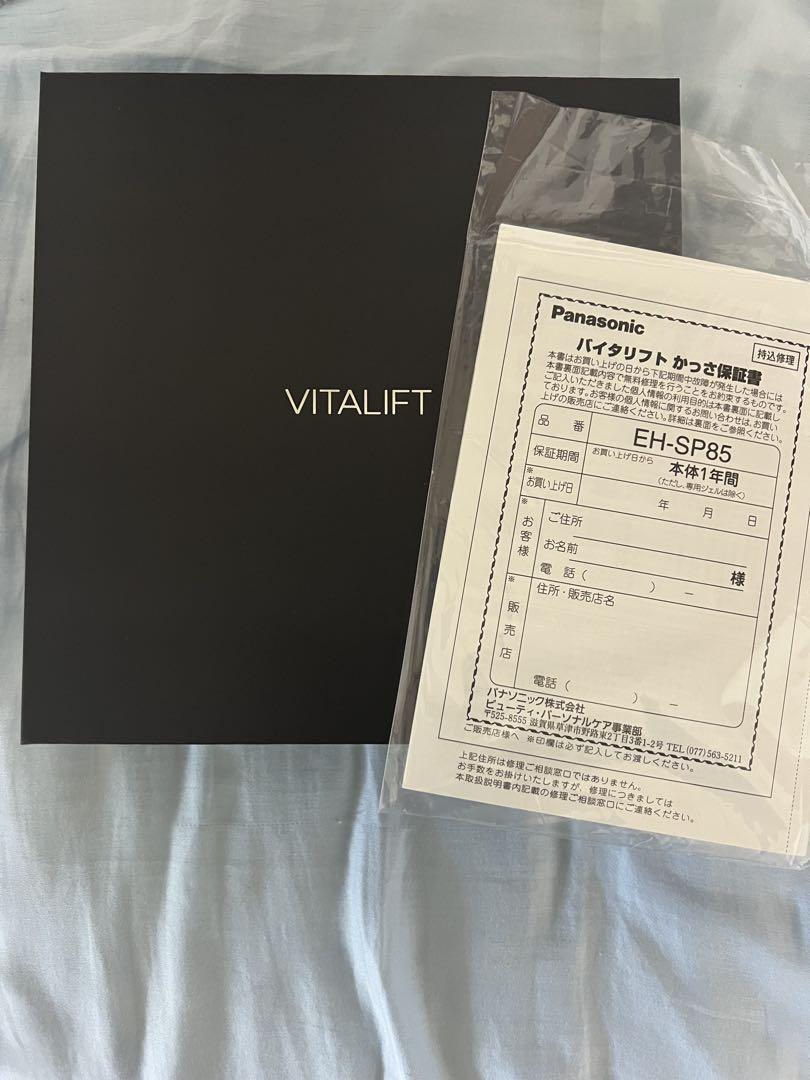 VITALIFT
Panasonic
持込修理
バイタリフト かっさ保証書
本書はお買い上げの日から下記期間中故障が発生した場合には
本書裏面記載内容で無料修理を行うことをお約束するものです。
ご記入いただきました個人情報の利用目的は本書裏面に記載し
ております。お客様の個人情報に関するお問い合わせは、お買い
上げの販売店にご連絡ください。詳細は裏面をご参照ください。
品 番
EH-SP85
保証期間
お買い上げ日から
本体1年間
(ただし、専用ジェルは除く)
※
お買い上げ日
年 月 日
※
お客様
ご住所
お名前
様
電 話 ( ) ー
※
販売店
住所・販売店名
電話 ( ) ー
パナソニック株式会社
ビューティ・パーソナルケア事業部
〒525-8555 滋賀県草津市野路東2丁目3番1-2号 TEL (077)563-5211
ご販売店様へ ※印欄は必ず記入してお渡しください。
上記住所は修理ご相談窓口ではありません。
お手数をお掛けいたしますが、修理につきましては
本取扱説明書内記載の修理ご相談窓口にご連絡ください。